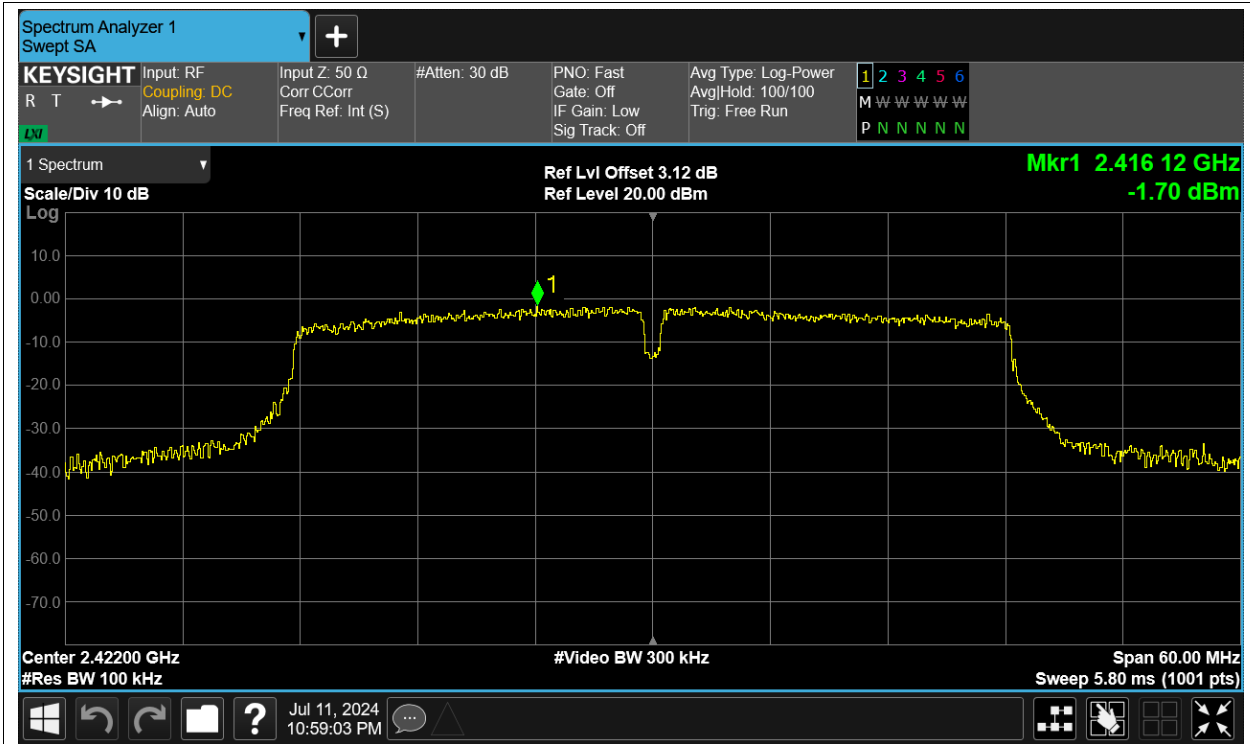 Spectrum Analyzer 1
Swept SA
KEYSIGHT
R T
LXI
Input: RF
Coupling: DC
Align: Auto
Input Z: 50 Ω
Corr CCorr
Freq Ref: Int (S)
#Atten: 30 dB
PNO: Fast
Gate: Off
IF Gain: Low
Sig Track: Off
Avg Type: Log-Power
Avg|Hold: 100/100
Trig: Free Run
1 2 3 4 5 6
M W W W W W
P N N N N N
1 Spectrum
Scale/Div 10 dB
Log
Ref Lvl Offset 3.12 dB
Ref Level 20.00 dBm
Mkr1 2.416 12 GHz
-1.70 dBm
1
10.0
0.00
-10.0
-20.0
-30.0
-40.0
-50.0
-60.0
-70.0
Center 2.42200 GHz
#Res BW 100 kHz
#Video BW 300 kHz
Span 60.00 MHz
Sweep 5.80 ms (1001 pts)
?
Jul 11, 2024
10:59:03 PM